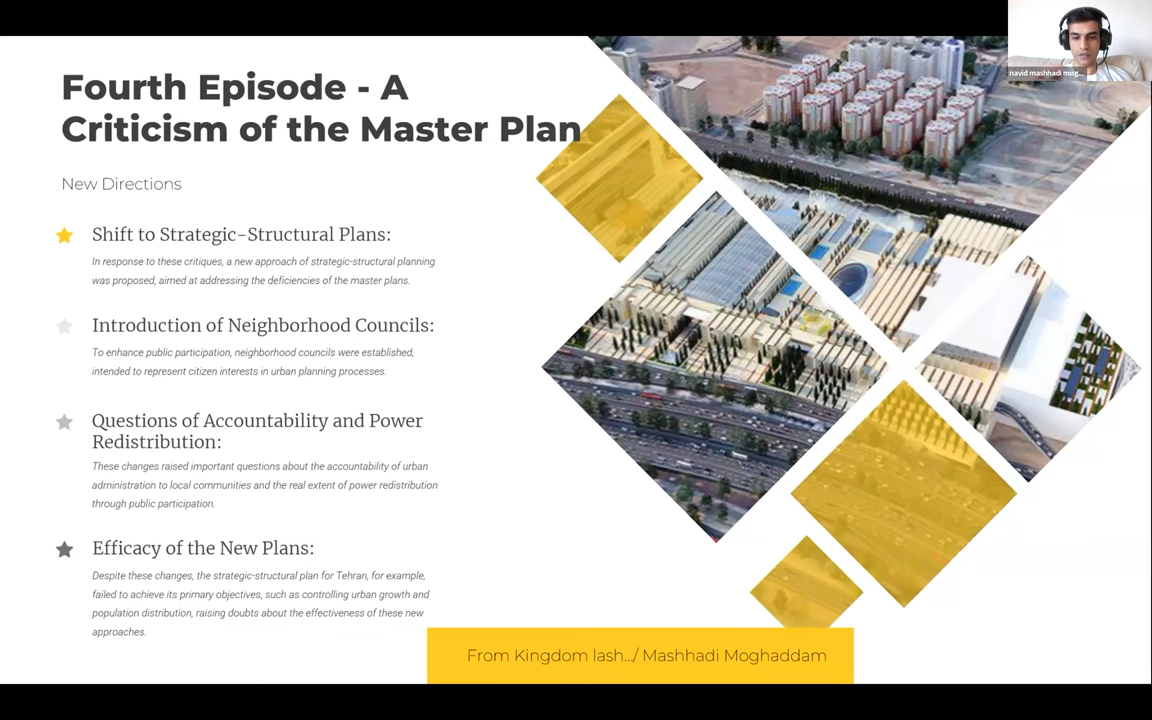 navid mashhadi mog...
Fourth Episode - A
Criticism of the Master Plan
New Directions
Shift to Strategic-Structural Plans:
In response to these critiques, a new approach of strategic-structural planning
was proposed, aimed at addressing the deficiencies of the master plans.
Introduction of Neighborhood Councils:
To enhance public participation, neighborhood councils were established,
intended to represent citizen interests in urban planning processes.
Questions of Accountability and Power
Redistribution:
These changes raised important questions about the accountability of urban
administration to local communities and the real extent of power redistribution
through public participation.
Efficacy of the New Plans:
Despite these changes, the strategic-structural plan for Tehran, for example,
failed to achieve its primary objectives, such as controlling urban growth and
population distribution, raising doubts about the effectiveness of these new
approaches.
From Kingdom lash../ Mashhadi Moghaddam